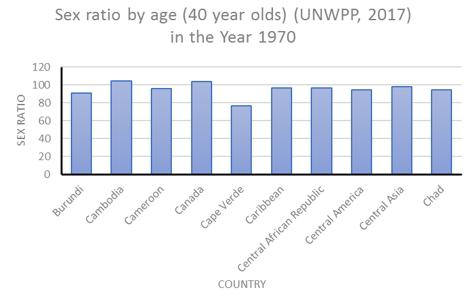 Sex ratio by age (40 year olds) (UNWPP, 2017)
in the Year 1970
SEX RATIO
120
100
80
60
40
20
0
Burundi
Cambodia
Cameroon
Canada
Cape Verde
Caribbean
Central African Republic
Central America
Central Asia
Chad
COUNTRY